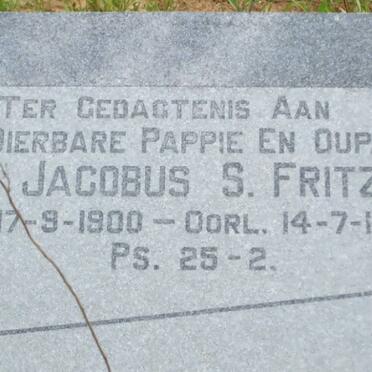 TER GEDAGTENIS AAN
DIERBARE PAPPIE EN OUP
JACOBUS S. FRITZ
17-9-1900 - OORL. 14-7-1
PS. 25-2.